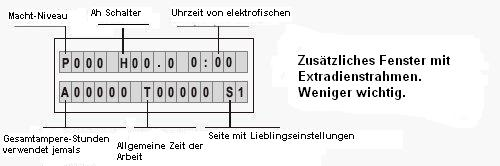 Macht-Niveau
Ah Schalter
Uhrzeit von elektrofischen
P000 H00.0 0:00
A00000 T00000 S1
Gesamtampere-Stunden
verwendet jemals
Allgemeine Zeit der
Arbeit
Seite mit Lieblingseinstellungen
Zusätzliches Fenster mit
Extradienstrahmen.
Weniger wichtig.